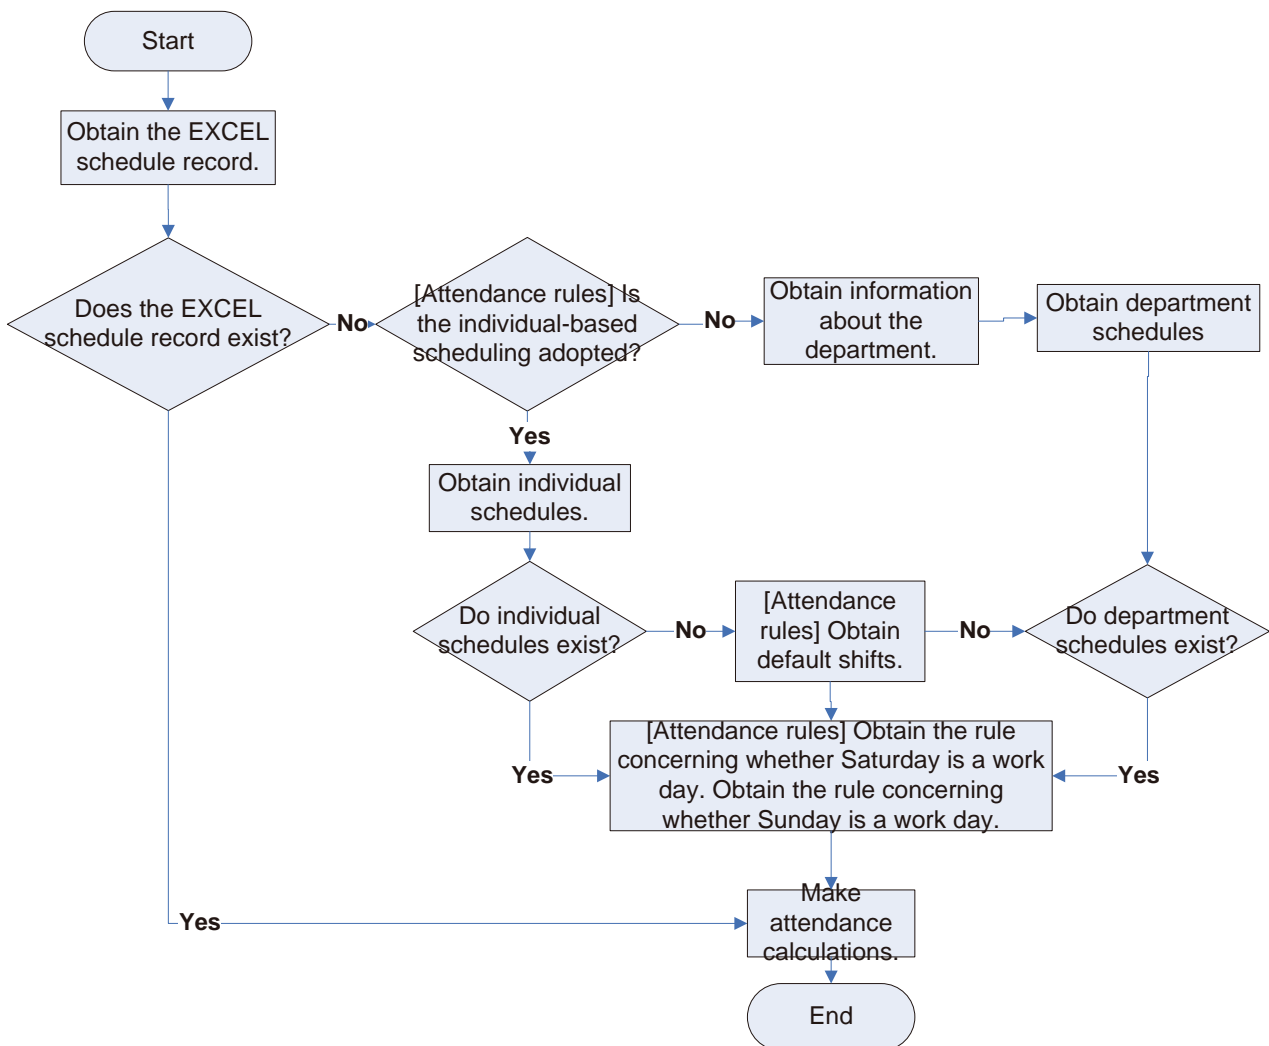 Start
Obtain the EXCEL
schedule record.
Does the EXCEL
schedule record exist?
No
[Attendance rules] Is
the individual-based
scheduling adopted?
No
Obtain information
about the
department.
Obtain department
schedules
Yes
Obtain individual
schedules.
Do individual
schedules exist?
No
[Attendance
rules] Obtain
default shifts.
No
Do department
schedules exist?
Yes
[Attendance rules] Obtain the rule
concerning whether Saturday is a work
day. Obtain the rule concerning
whether Sunday is a work day.
Yes
Yes
Make
attendance
calculations.
End